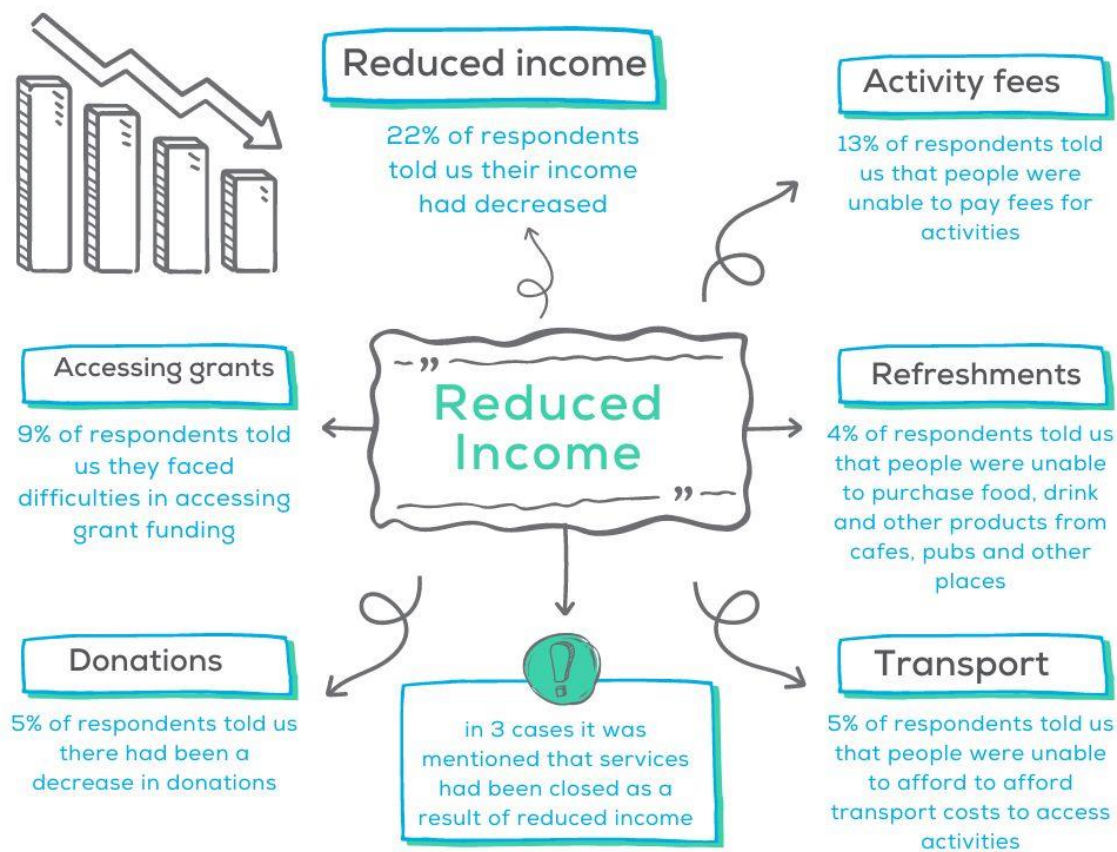 Reduced income
22% of respondents
told us their income
had decreased
Activity fees
13% of respondents told
us that people were
unable to pay fees for
activities
Accessing grants
9% of respondents told
us they faced
difficulties in accessing
grant funding
„
Reduced
Income
„
Refreshments
4% of respondents told us
that people were unable
to purchase food, drink
and other products from
cafes, pubs and other
places
Donations
5% of respondents told us
there had been a
decrease in donations
!
in 3 cases it was
mentioned that services
had been closed as a
result of reduced income
Transport
5% of respondents told us
that people were unable
to afford to afford
transport costs to access
activities